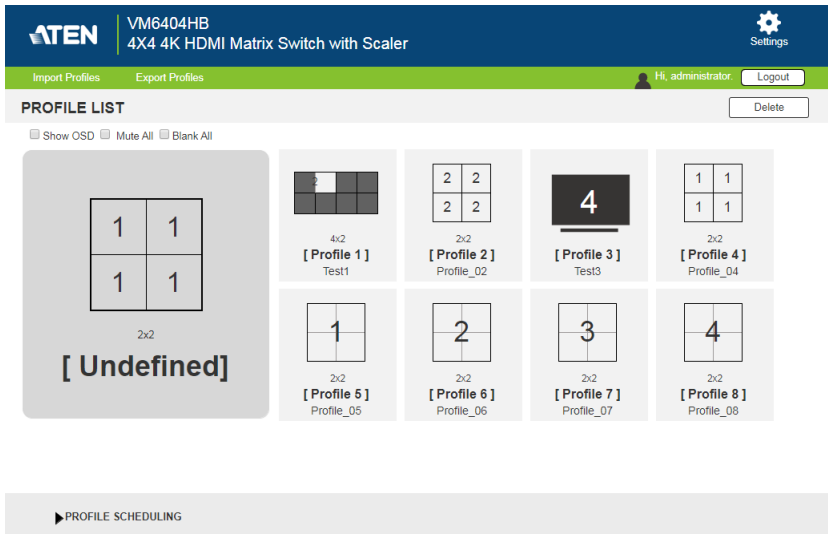 ATEN
VM6404HB
4X4 4K HDMI Matrix Switch with Scaler
Settings
Import Profiles Export Profiles Hi, administrator. Logout
PROFILE LIST Delete
Show OSD Mute All Blank All
1 1
1 1
2x2
[ Undefined]
2
4x2
[ Profile 1 ]
Test1
2 2
2 2
2x2
[ Profile 2 ]
Profile_02
4
[ Profile 3 ]
Test3
1 1
1 1
2x2
[ Profile 4 ]
Profile_04
1
2x2
[ Profile 5 ]
Profile_05
2
2x2
[ Profile 6 ]
Profile_06
3
2x2
[ Profile 7 ]
Profile_07
4
2x2
[ Profile 8 ]
Profile_08
PROFILE SCHEDULING